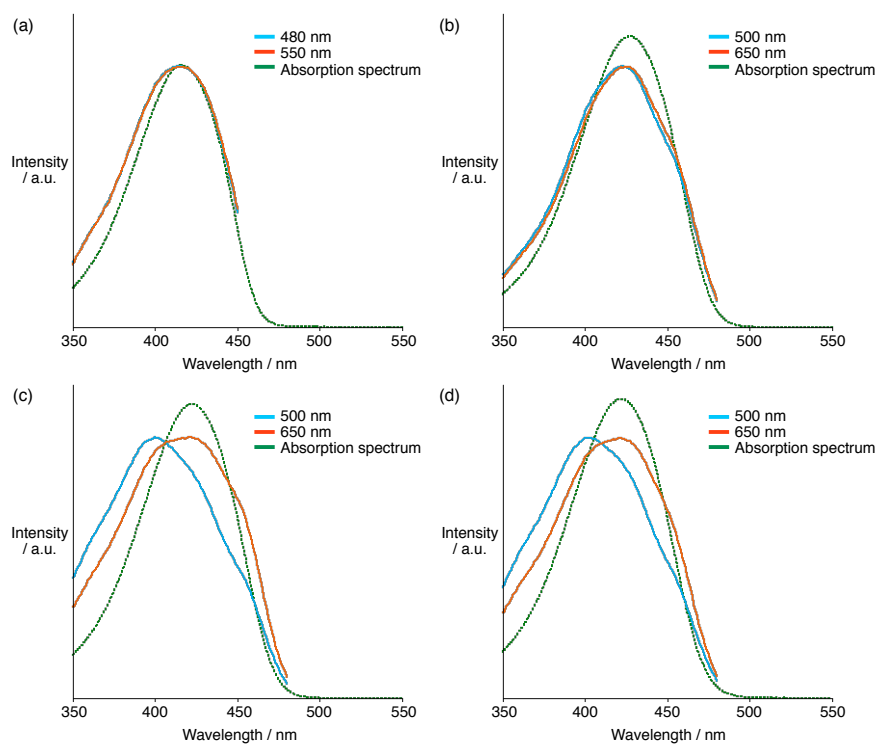 (a)
480 nm
550 nm
Absorption spectrum
Intensity
/ a.u.
350 400 450 500 550
Wavelength / nm
(b)
500 nm
650 nm
Absorption spectrum
Intensity
/ a.u.
350 400 450 500 550
Wavelength / nm
(c)
500 nm
650 nm
Absorption spectrum
Intensity
/ a.u.
350 400 450 500 550
Wavelength / nm
(d)
500 nm
650 nm
Absorption spectrum
Intensity
/ a.u.
350 400 450 500 550
Wavelength / nm